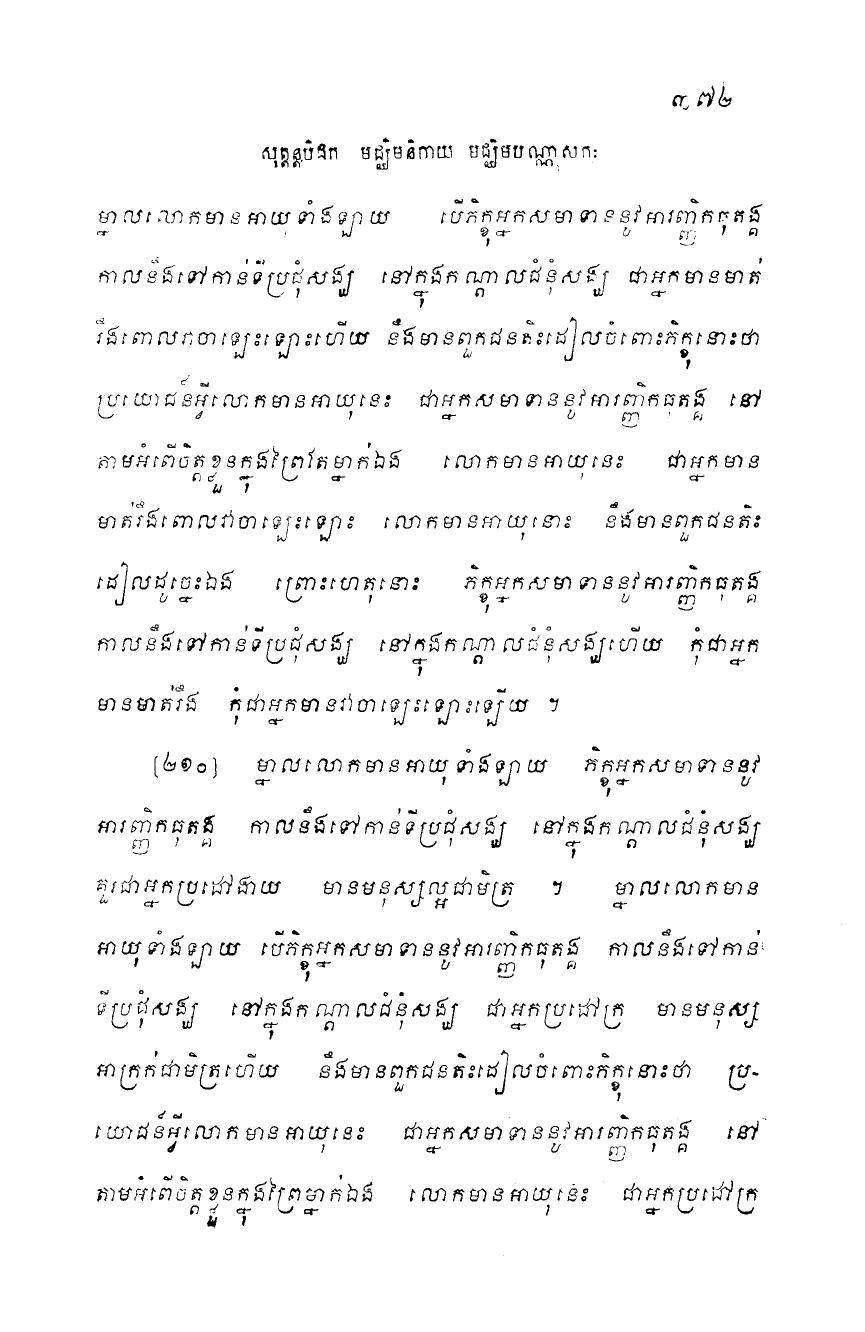 ៣៧២
សុត្តន្តបិដក មជ្ឈិមនិកាយ មជ្ឈិមបណ្ណាសកៈ
ម្នាលលោកមានអាយុទាំងឡាយ បើភិក្ខុអ្នកសមាទាននូវអារញ្ញិកធុតង្គ
កាលនឹងទៅកាន់ទីប្រជុំសង្ឃ នៅក្នុងកណ្តាលជំនុំសង្ឃ ជាអ្នកមានមាត់
រឹងពោលវាចាឡេះឡោះហើយ នឹងមានពួកជនតិះដៀលចំពោះភិក្ខុនោះថា
ប្រយោជន៍អ្វីលោកមានអាយុនេះ ជាអ្នកសមាទាននូវអារញ្ញិកធុតង្គ នៅ
តាមអំពើចិត្តខ្លួនក្នុងព្រៃតែម្នាក់ឯង លោកមានអាយុនេះ ជាអ្នកមាន
មាត់រឹងពោលវាចាឡេះឡោះ លោកមានអាយុនោះ នឹងមានពួកជនតិះ
ដៀលដូច្នេះឯង ព្រោះហេតុនោះ ភិក្ខុអ្នកសមាទាននូវអារញ្ញិកធុតង្គ
កាលនឹងទៅកាន់ទីប្រជុំសង្ឃ នៅក្នុងកណ្តាលជំនុំសង្ឃហើយ កុំជាអ្នក
មានមាត់រឹង កុំជាអ្នកមានវាចាឡេះឡោះឡើយ ។
[២១០] ម្នាលលោកមានអាយុទាំងឡាយ ភិក្ខុអ្នកសមាទាននូវ
អារញ្ញិកធុតង្គ កាលនឹងទៅកាន់ទីប្រជុំសង្ឃ នៅក្នុងកណ្តាលជំនុំសង្ឃ
គួរជាអ្នកប្រដៅងាយ មានមនុស្សល្អជាមិត្រ ។ ម្នាលលោកមាន
អាយុទាំងឡាយ បើភិក្ខុអ្នកសមាទាននូវអារញ្ញិកធុតង្គ កាលនឹងទៅកាន់
ទីប្រជុំសង្ឃ នៅក្នុងកណ្តាលជំនុំសង្ឃ ជាអ្នកប្រដៅក្រ មានមនុស្ស
អាក្រក់ជាមិត្រហើយ នឹងមានពួកជនតិះដៀលចំពោះភិក្ខុនោះថា ប្រ-
យោជន៍អ្វីលោកមានអាយុនេះ ជាអ្នកសមាទាននូវអារញ្ញិកធុតង្គ នៅ
តាមអំពើចិត្តខ្លួនក្នុងព្រៃម្នាក់ឯង លោកមានអាយុនេះ ជាអ្នកប្រដៅក្រ